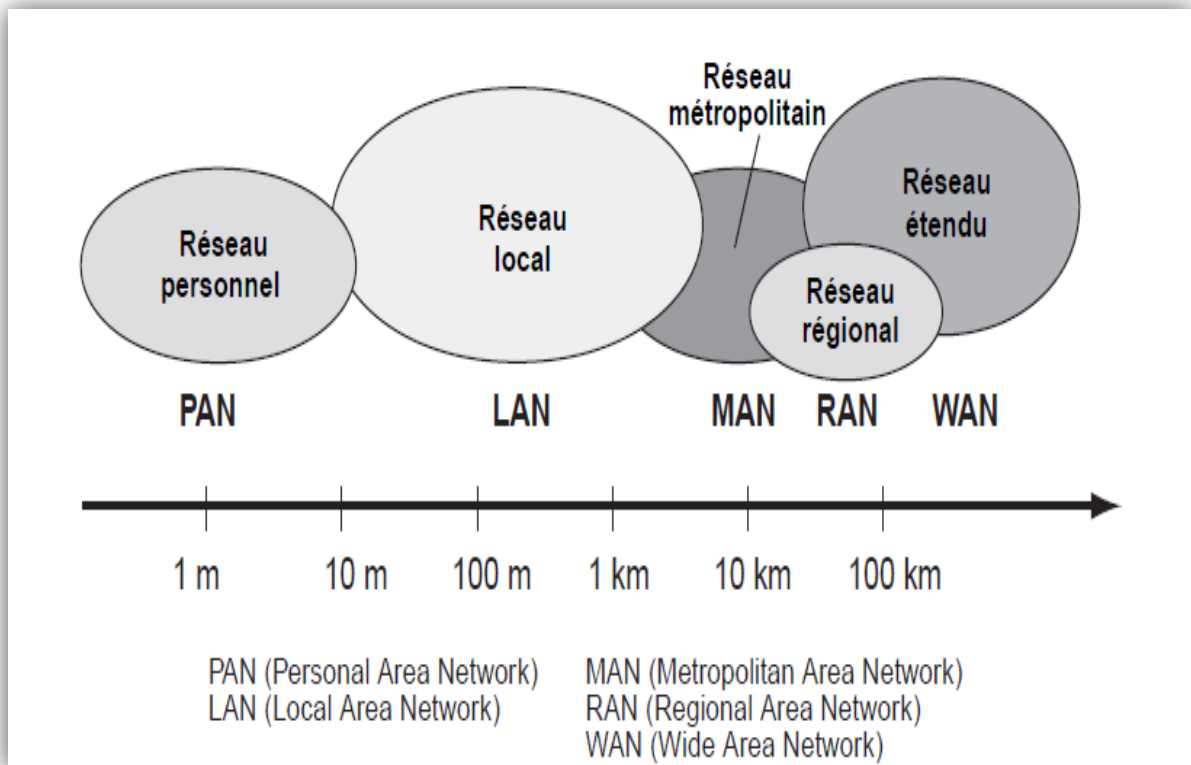 Réseau
métropolitain
Réseau
personnel
Réseau
local
Réseau
étendu
Réseau
régional
PAN LAN MAN RAN WAN
1 m 10 m 100 m 1 km 10 km 100 km
PAN (Personal Area Network)
LAN (Local Area Network)
MAN (Metropolitan Area Network)
RAN (Regional Area Network)
WAN (Wide Area Network)